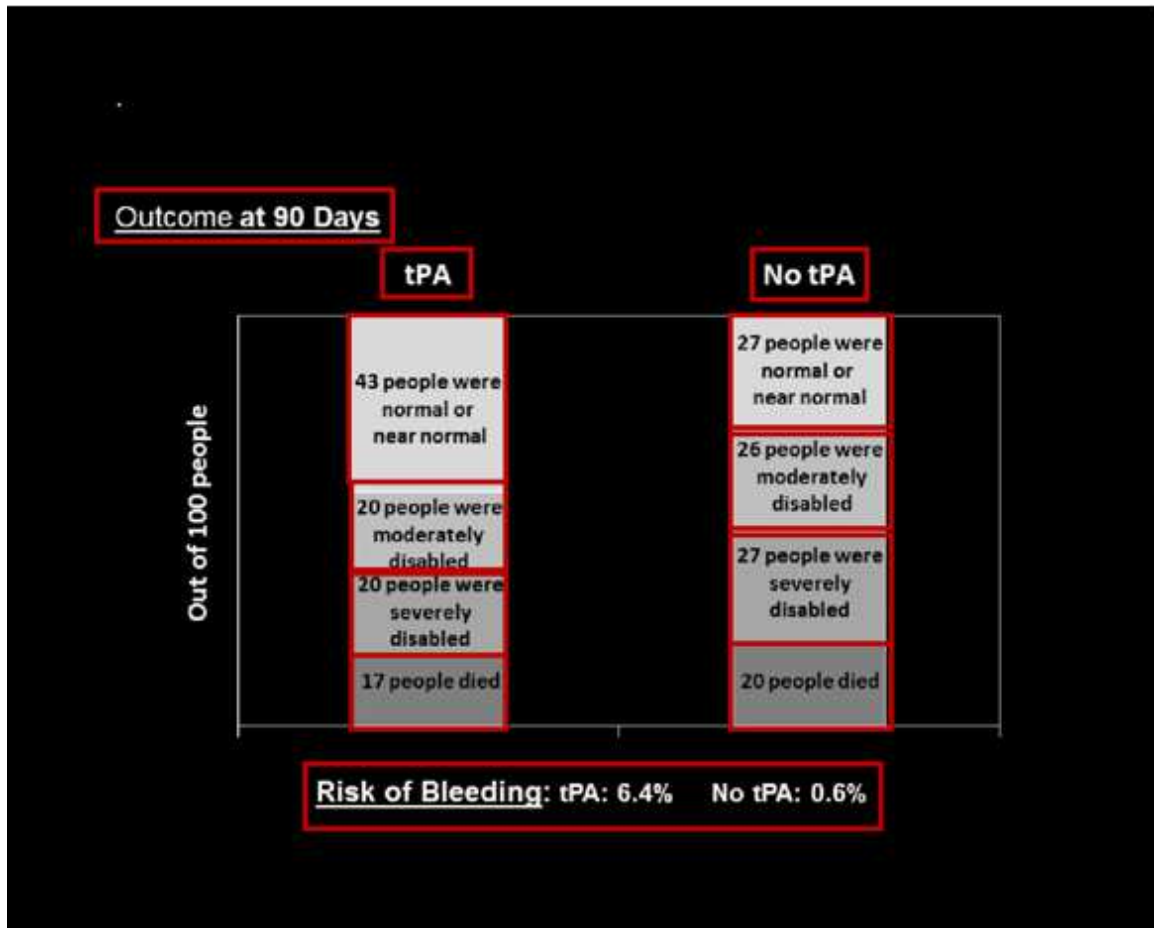 Outcome at 90 Days
tPA
No tPA
Out of 100 people
43 people were
normal or
near normal
20 people were
moderately
disabled
20 people were
severely
disabled
17 people died
27 people were
normal or
near normal
26 people were
moderately
disabled
27 people were
severely
disabled
20 people died
Risk of Bleeding: tPA: 6.4% No tPA: 0.6%